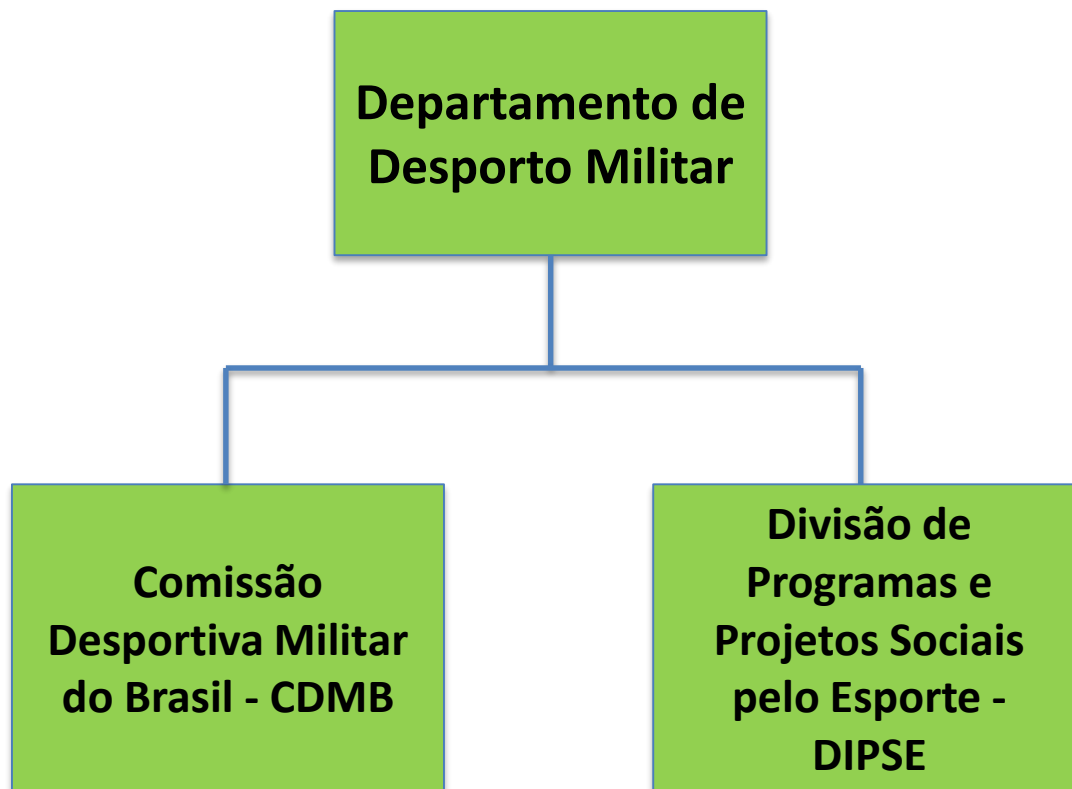 Departamento de
Desporto Militar
Comissão
Desportiva Militar
do Brasil - CDMB
Divisão de
Programas e
Projetos Sociais
pelo Esporte -
DIPSE